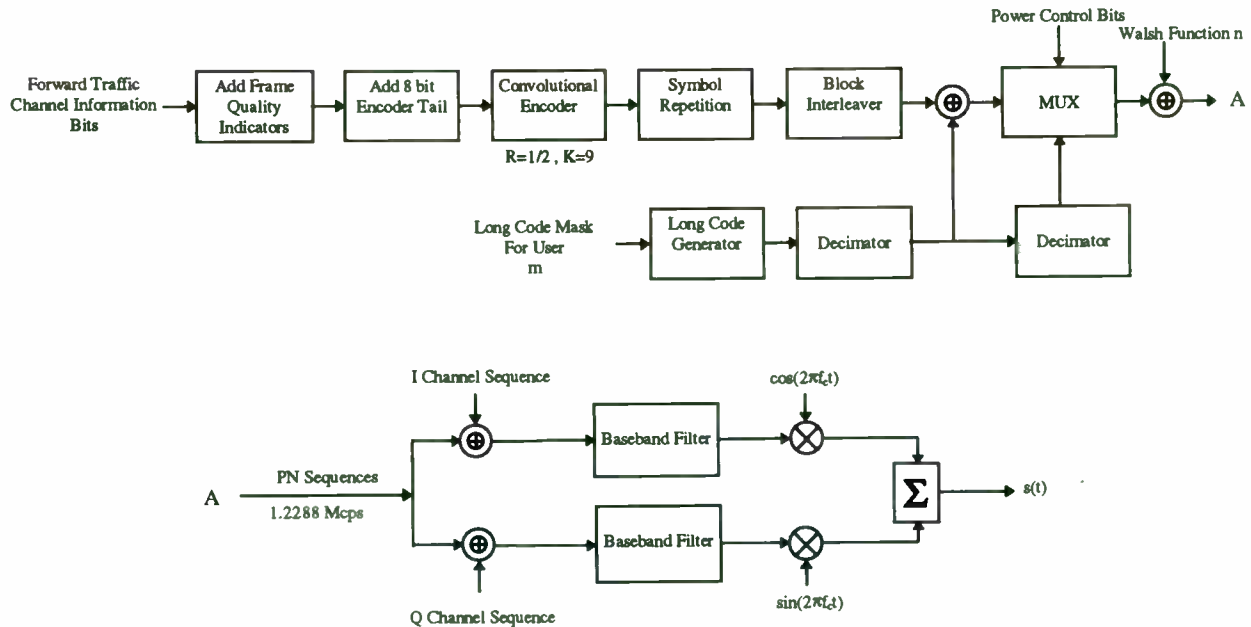 Power Control Bits
Walsh Function n
Forward Traffic
Channel Information
Bits
Add Frame
Quality
Indicators
Add 8 bit
Encoder Tail
Convolutional
Encoder
Symbol
Repetition
Block
Interleaver
MUX
A
R=1/2 , K=9
Long Code Mask
For User
m
Long Code
Generator
Decimator
Decimator
I Channel Sequence
cos(2πfct)
Baseband Filter
A
PN Sequences
1.2288 Mcps
Σ
s(t)
Baseband Filter
sin(2πfct)
Q Channel Sequence